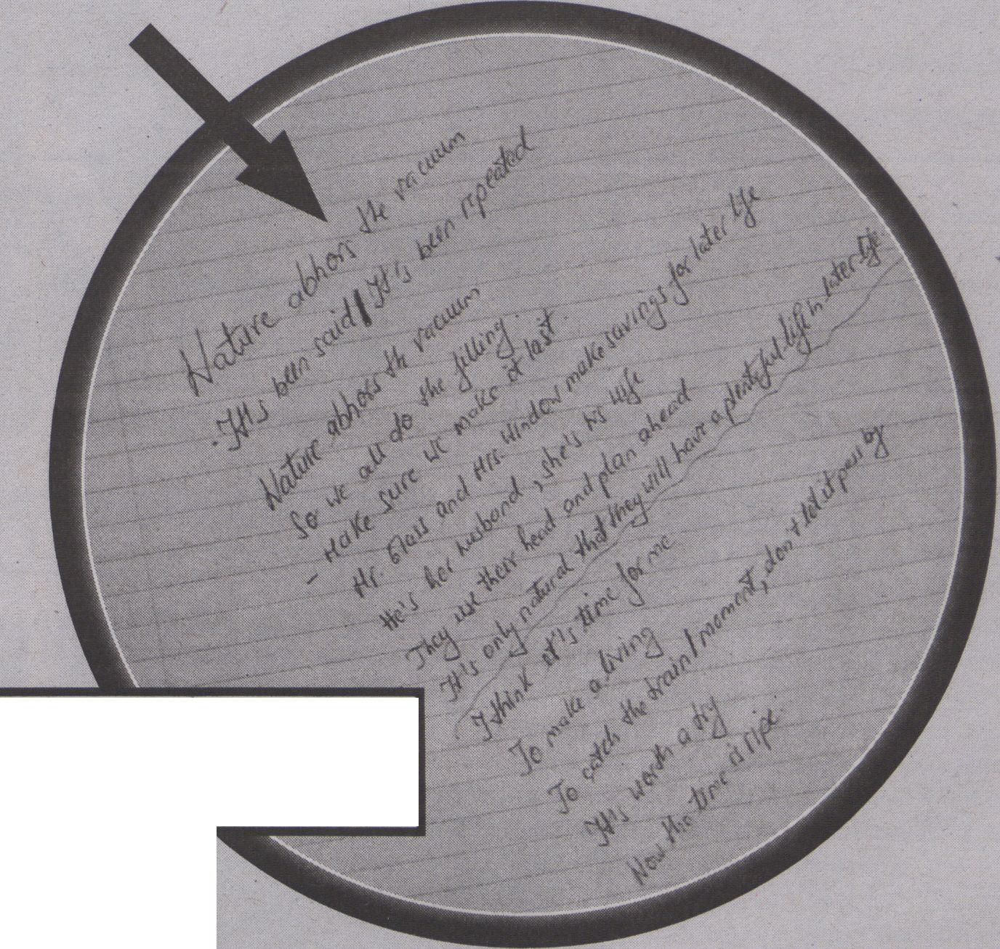 Nature abhors the vacuum
- It's been said / It's been repeated
Nature abhors the vacuum
So we all do the filling.
- Make sure we make it last.
Mr. Glass and Mrs. Window make savings for later life
He's her husband, she's his wife
They use their head and plan ahead
It's only natural that they will have a plentiful life in later life.
I think it's time for me
To make a living
To catch the train / moment, don't let it pass by
It's worth a try
Now the time is ripe.